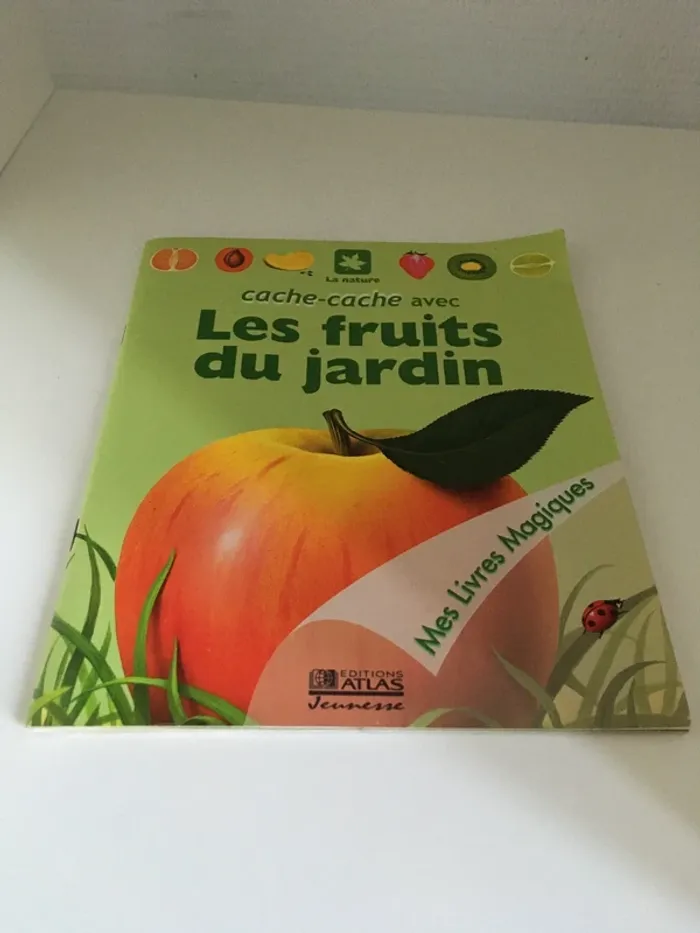 La nature
cache-cache avec
Les fruits
du jardin
Mes Livres Magiques
EDITIONS
ATLAS
Jeunesse